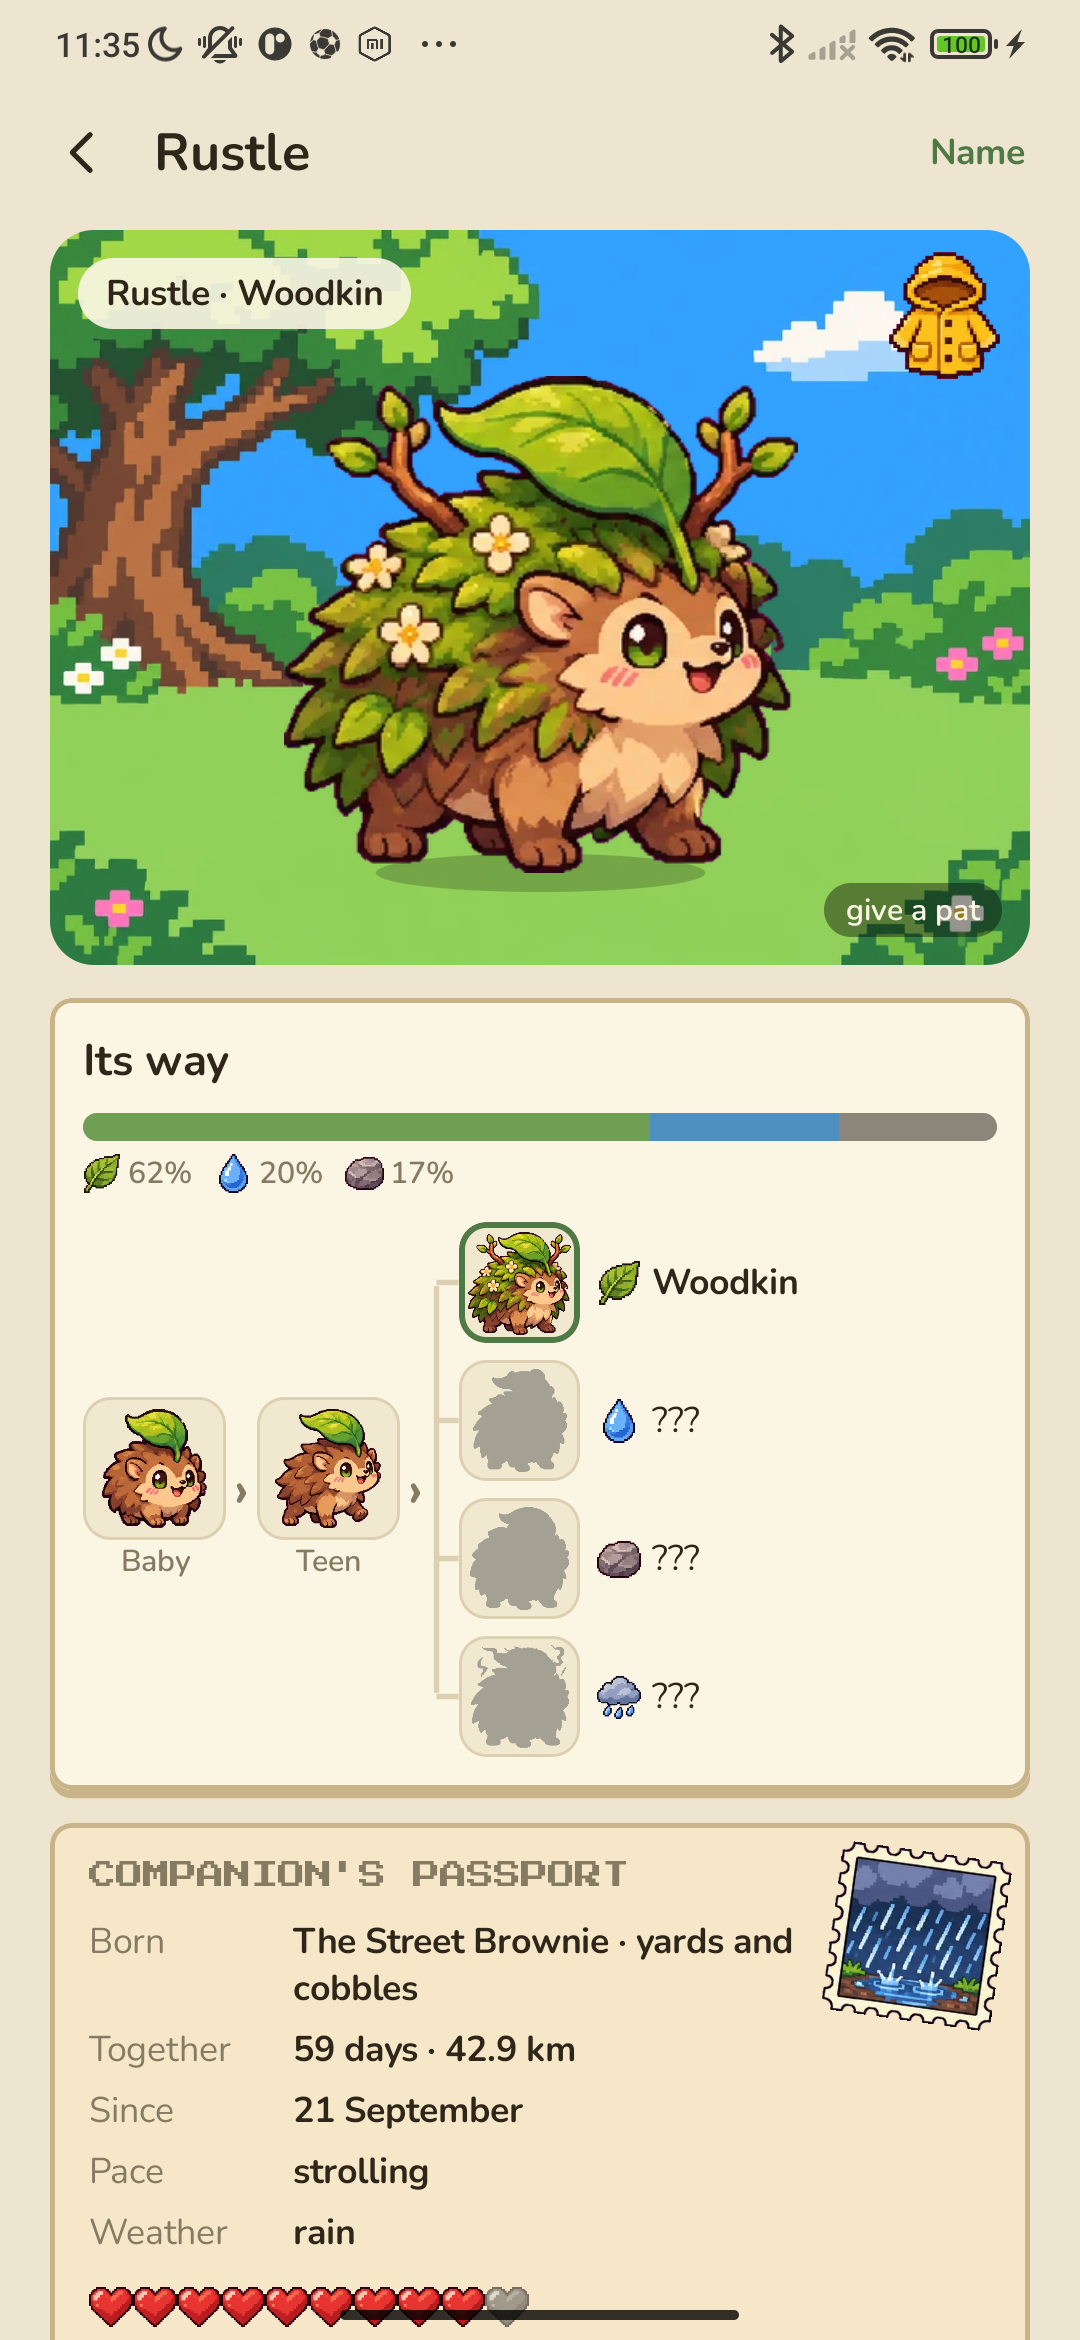 11:35
100
Rustle
Name
Rustle · Woodkin
give a pat
Its way
62% 20% 17%
Woodkin
???
Baby
Teen
???
???
COMPANION'S PASSPORT
Born The Street Brownie · yards and
cobbles
Together 59 days · 42.9 km
Since 21 September
Pace strolling
Weather rain